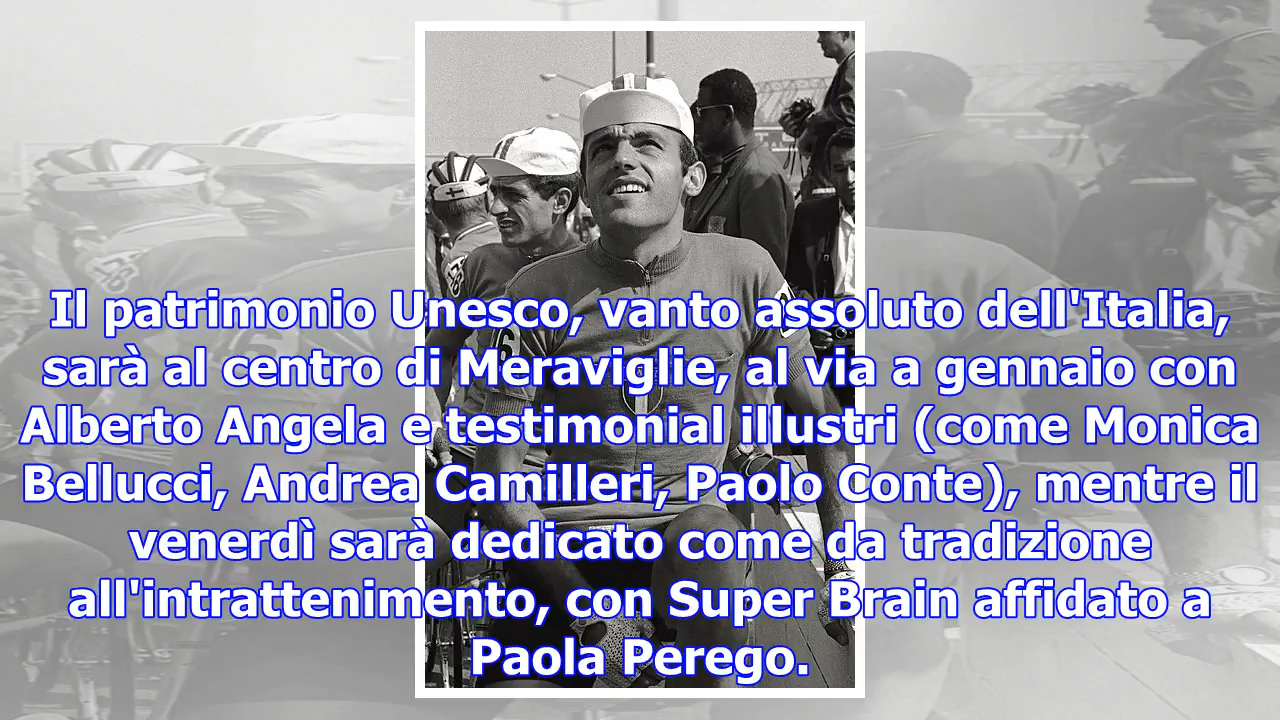 Il patrimonio Unesco, vanto assoluto dell'Italia,
sarà al centro di Meraviglie, al via a gennaio con
Alberto Angela e testimonial illustri (come Monica
Bellucci, Andrea Camilleri, Paolo Conte), mentre il
venerdì sarà dedicato come da tradizione
all'intrattenimento, con Super Brain affidato a
Paola Perego.